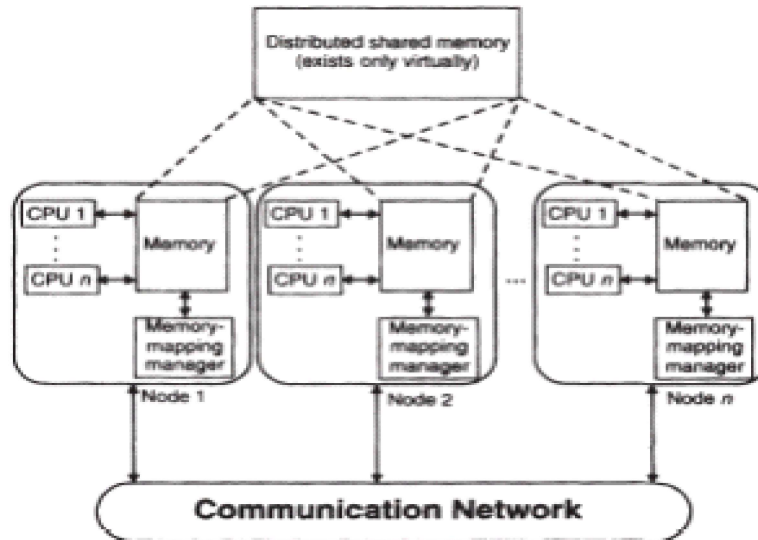 Distributed shared memory
(exists only virtually)
CPU 1
CPU n
Memory
Memory-
mapping
manager
Node 1
CPU 1
CPU n
Memory
Memory-
mapping
manager
Node 2
...
CPU 1
CPU n
Memory
Memory-
mapping
manager
Node n
Communication Network